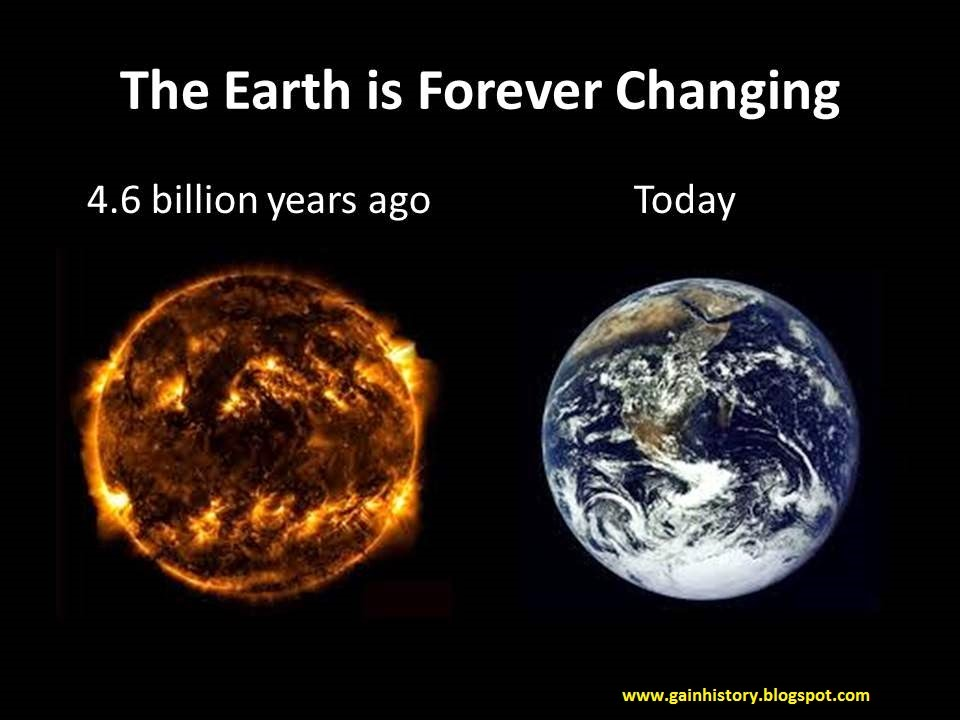 The Earth is Forever Changing
4.6 billion years ago
Today
www.gainhistory.blogspot.com